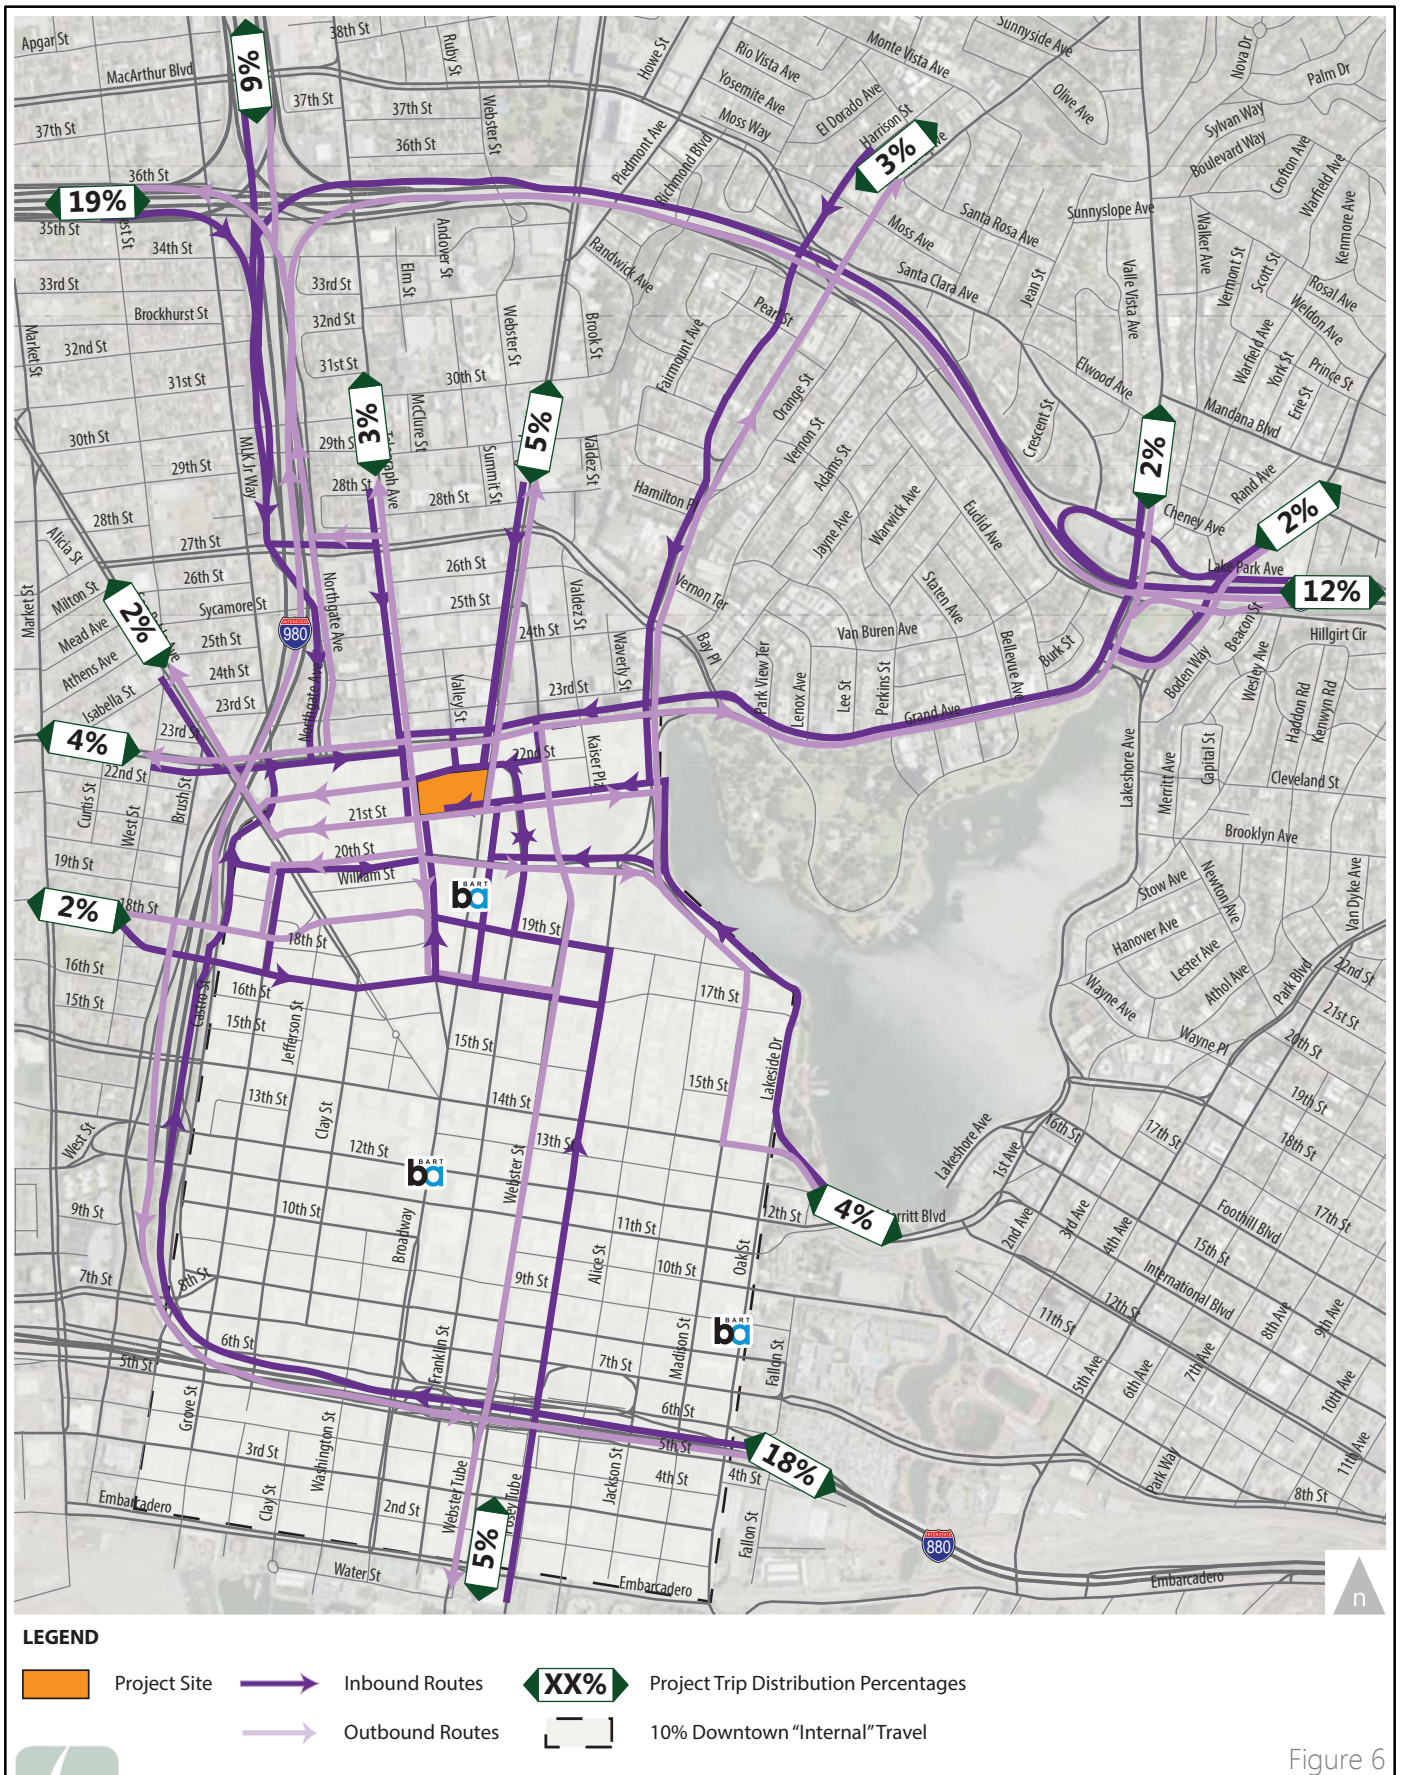 Apgar St
38th St
Ruby St
Howe St
Sunnyside Ave
Monte Vista Ave
Rio Vista Ave
Nova Dr
Palm Dr
MacArthur Blvd
9%
37th St
37th St
Webster St
Yosemite Ave
El Dorado Ave
Olive Ave
Sylvan Way
37th St
36th St
Moss Way
Harrison St
Boulevard Way
Piedmont Ave
Richmond Blvd
3%
Crofton Ave
Warfield Ave
36th St
19%
Kenmore Ave
35th St
34th St
Andover St
Moss Ave
Santa Rosa Ave
Sunnyslope Ave
Walker Ave
Randwick Ave
Vermont St
Scott St
33rd St
33rd St
Elm St
Santa Clara Ave
Jean St
Valle Vista Ave
Rosal Ave
Brockhurst St
32nd St
Webster St
Brook St
Pearl St
Weldon Ave
Market St
32nd St
31st St
31st St
30th St
Fairmount Ave
Elwood Ave
Warfield Ave
York St
Prince St
Erie St
3%
5%
McClure St
Orange St
Crescent St
Mandana Blvd
30th St
29th St
MLK Jr Way
29th S
Summit St
Valdez St
Vernon St
Adams St
2%
Rand Ave
28th St
28th St
Hamilton Pl
Jayne Ave
Warwick Ave
Euclid Ave
Cheney Ave
2%
28th St
Alicia St
27th St
26th St
Lake Park Ave
Market St
Milton St
26th St
Northgate Ave
Vernon Ter
Staten Ave
12%
2%
Sycamore St
25th St
Valdez St
Mead Ave
25th St
INTERSTATE
980
24th St
Waverly St
Bay Pl
Van Buren Ave
Bellevue Ave
Burk St
Beacon St
Hillgirt Cir
Athens Ave
24th St
Valley St
23rd St
Park View Ter
Lenox Ave
Lee St
Perkins St
Boden Way
Wesley Ave
Haddon Rd
Kenwyn Rd
Isabella St
23rd St
Northgate Ave
Grand Ave
4%
23rd St
22nd St
Kaiser Plz
Lakeshore Ave
Merritt Ave
Capital St
Cleveland St
22nd St
Curtis St
West St
Brush St
21st St
Brooklyn Ave
19th St
20th St
William St
Stow Ave
Newton Ave
Van Dyke Ave
2%
18th St
BART
ba
19th St
Hanover Ave
18th St
Lester Ave
16th St
16th St
17th St
Wayne Ave
Athol Ave
Park Blvd
22nd St
15th St
Castro St
15th St
Jefferson St
15th St
Lakeside Dr
Wayne Pl
21st St
20th St
15th St
13th St
Clay St
14th St
19th St
West St
12th St
13th St
Webster St
Lakeshore Ave
16th St
17th St
18th St
BART
ba
1st Ave
9th St
10th St
Broadway
11th St
12th St
4%
erritt Blvd
2nd Ave
3rd Ave
4th Ave
Foothill Blvd
17th St
15th St
7th St
8th St
9th St
Alice St
10th St
Oak St
International Blvd
12th St
11th St
8th Ave
9th Ave
BART
ba
6th St
Franklin St
7th St
Madison St
Fallon St
5th St
5th Ave
6th Ave
7th Ave
10th Ave
Grove St
6th St
3rd St
Washington St
5th St
18%
11th Ave
Embarcadero
Clay St
2nd St
Webster Tube
Jackson St
4th St
4th St
Park Way
8th St
5%
Fallon St
INTERSTATE
880
Water St
Embarcadero
Embarcadero
n
LEGEND
Project Site
Inbound Routes
XX%
Project Trip Distribution Percentages
Outbound Routes
10% Downtown “Internal” Travel
Figure 6